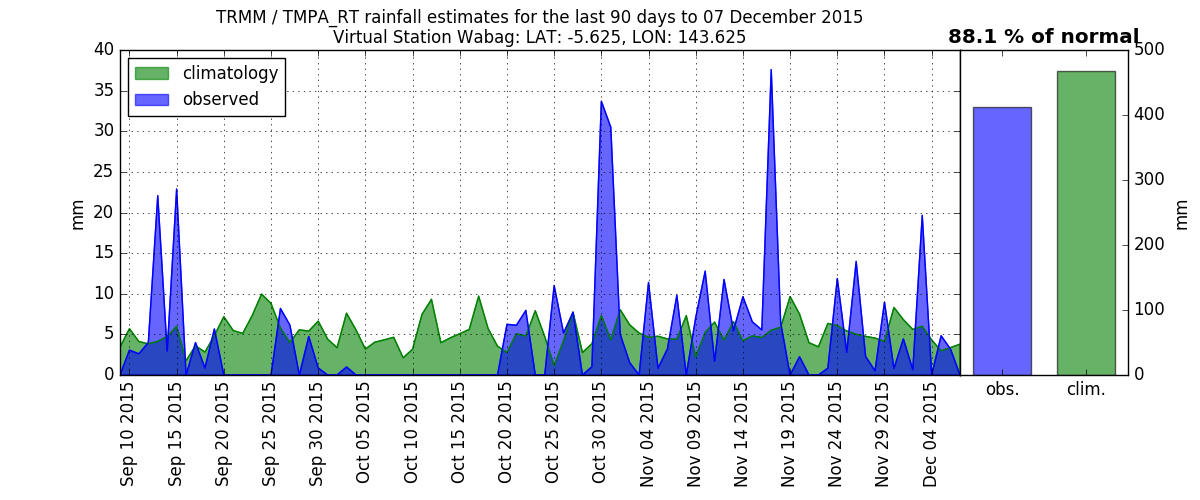 TRMM / TMPA_RT rainfall estimates for the last 90 days to 07 December 2015
Virtual Station Wabag: LAT: -5.625, LON: 143.625
88.1 % of normal
climatology
observed
mm
40
35
30
25
20
15
10
5
0
Sep 10 2015
Sep 15 2015
Sep 20 2015
Sep 25 2015
Sep 30 2015
Oct 05 2015
Oct 10 2015
Oct 15 2015
Oct 20 2015
Oct 25 2015
Oct 30 2015
Nov 04 2015
Nov 09 2015
Nov 14 2015
Nov 19 2015
Nov 24 2015
Nov 29 2015
Dec 04 2015
obs.
clim.
500
400
300
200
100
0
mm